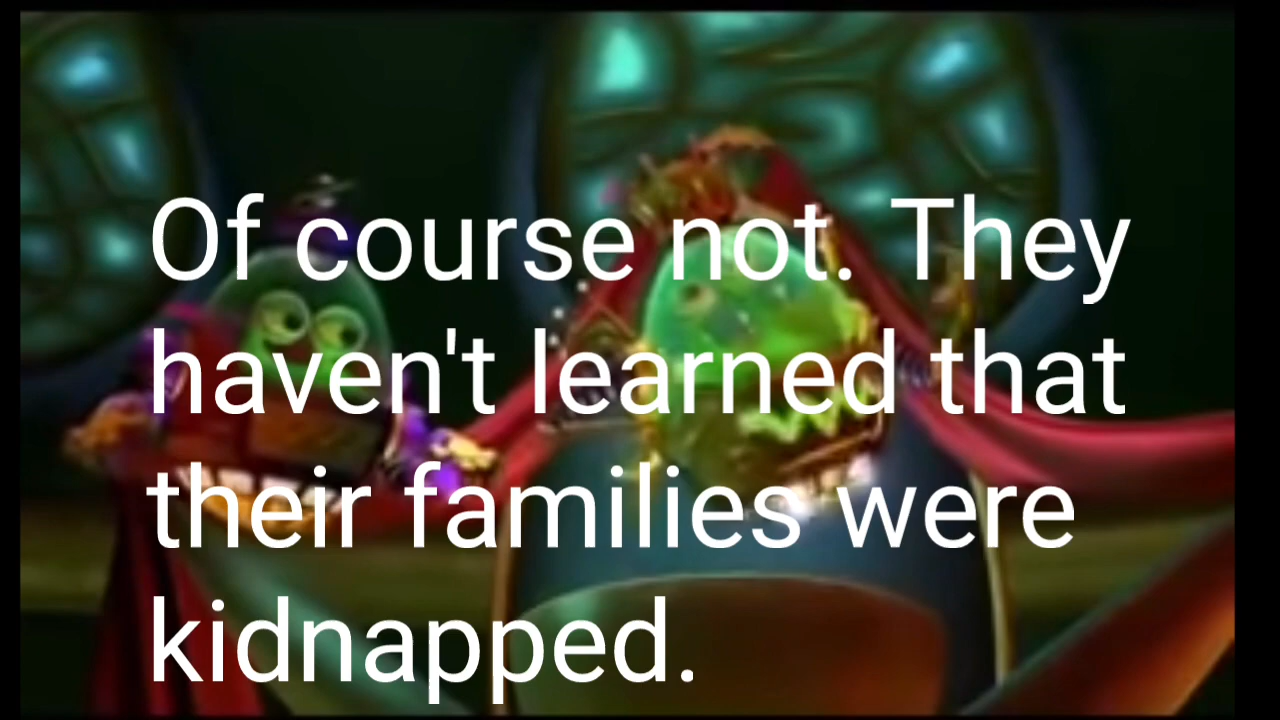 Of course not. They
haven't learned that
their families were
kidnapped.